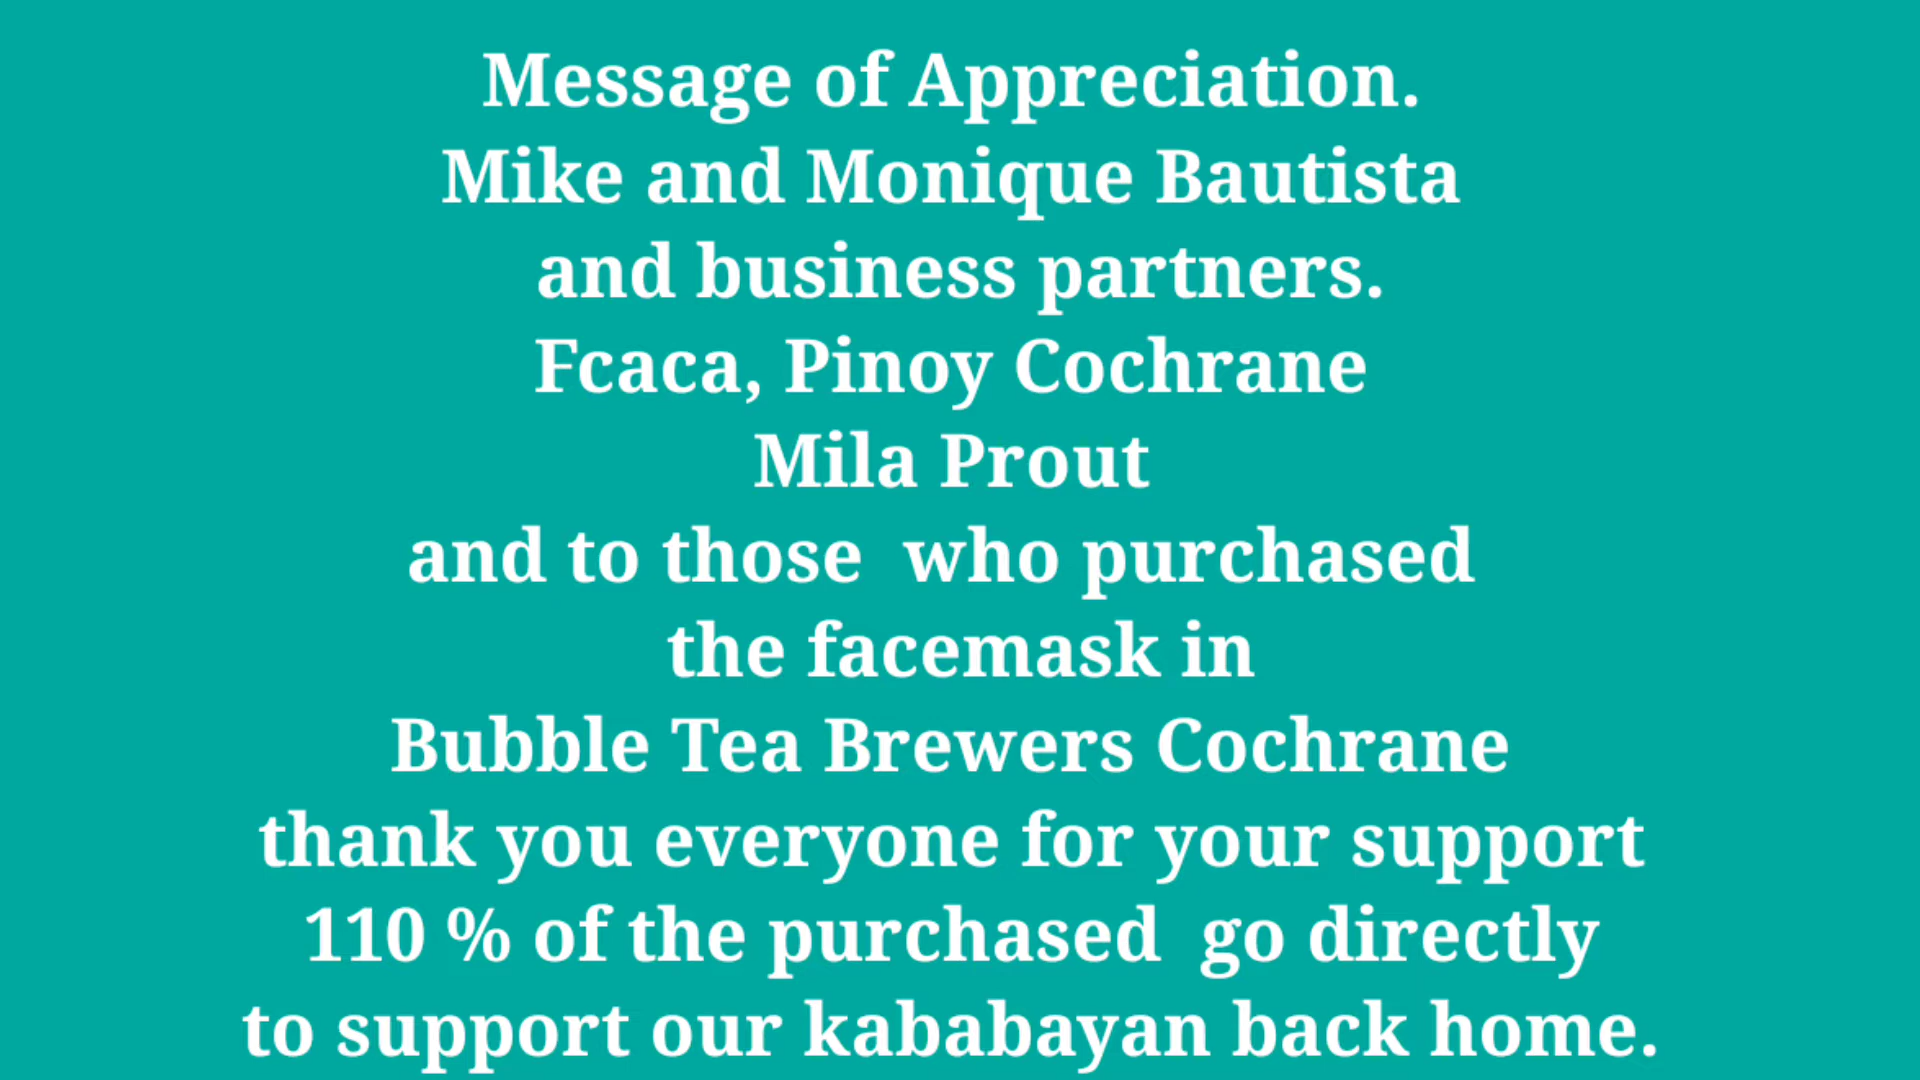 Message of Appreciation.
Mike and Monique Bautista
and business partners.
Fcaca, Pinoy Cochrane
Mila Prout
and to those  who purchased
the facemask in
Bubble Tea Brewers Cochrane
thank you everyone for your support
110 % of the purchased  go directly
to support our kababayan back home.